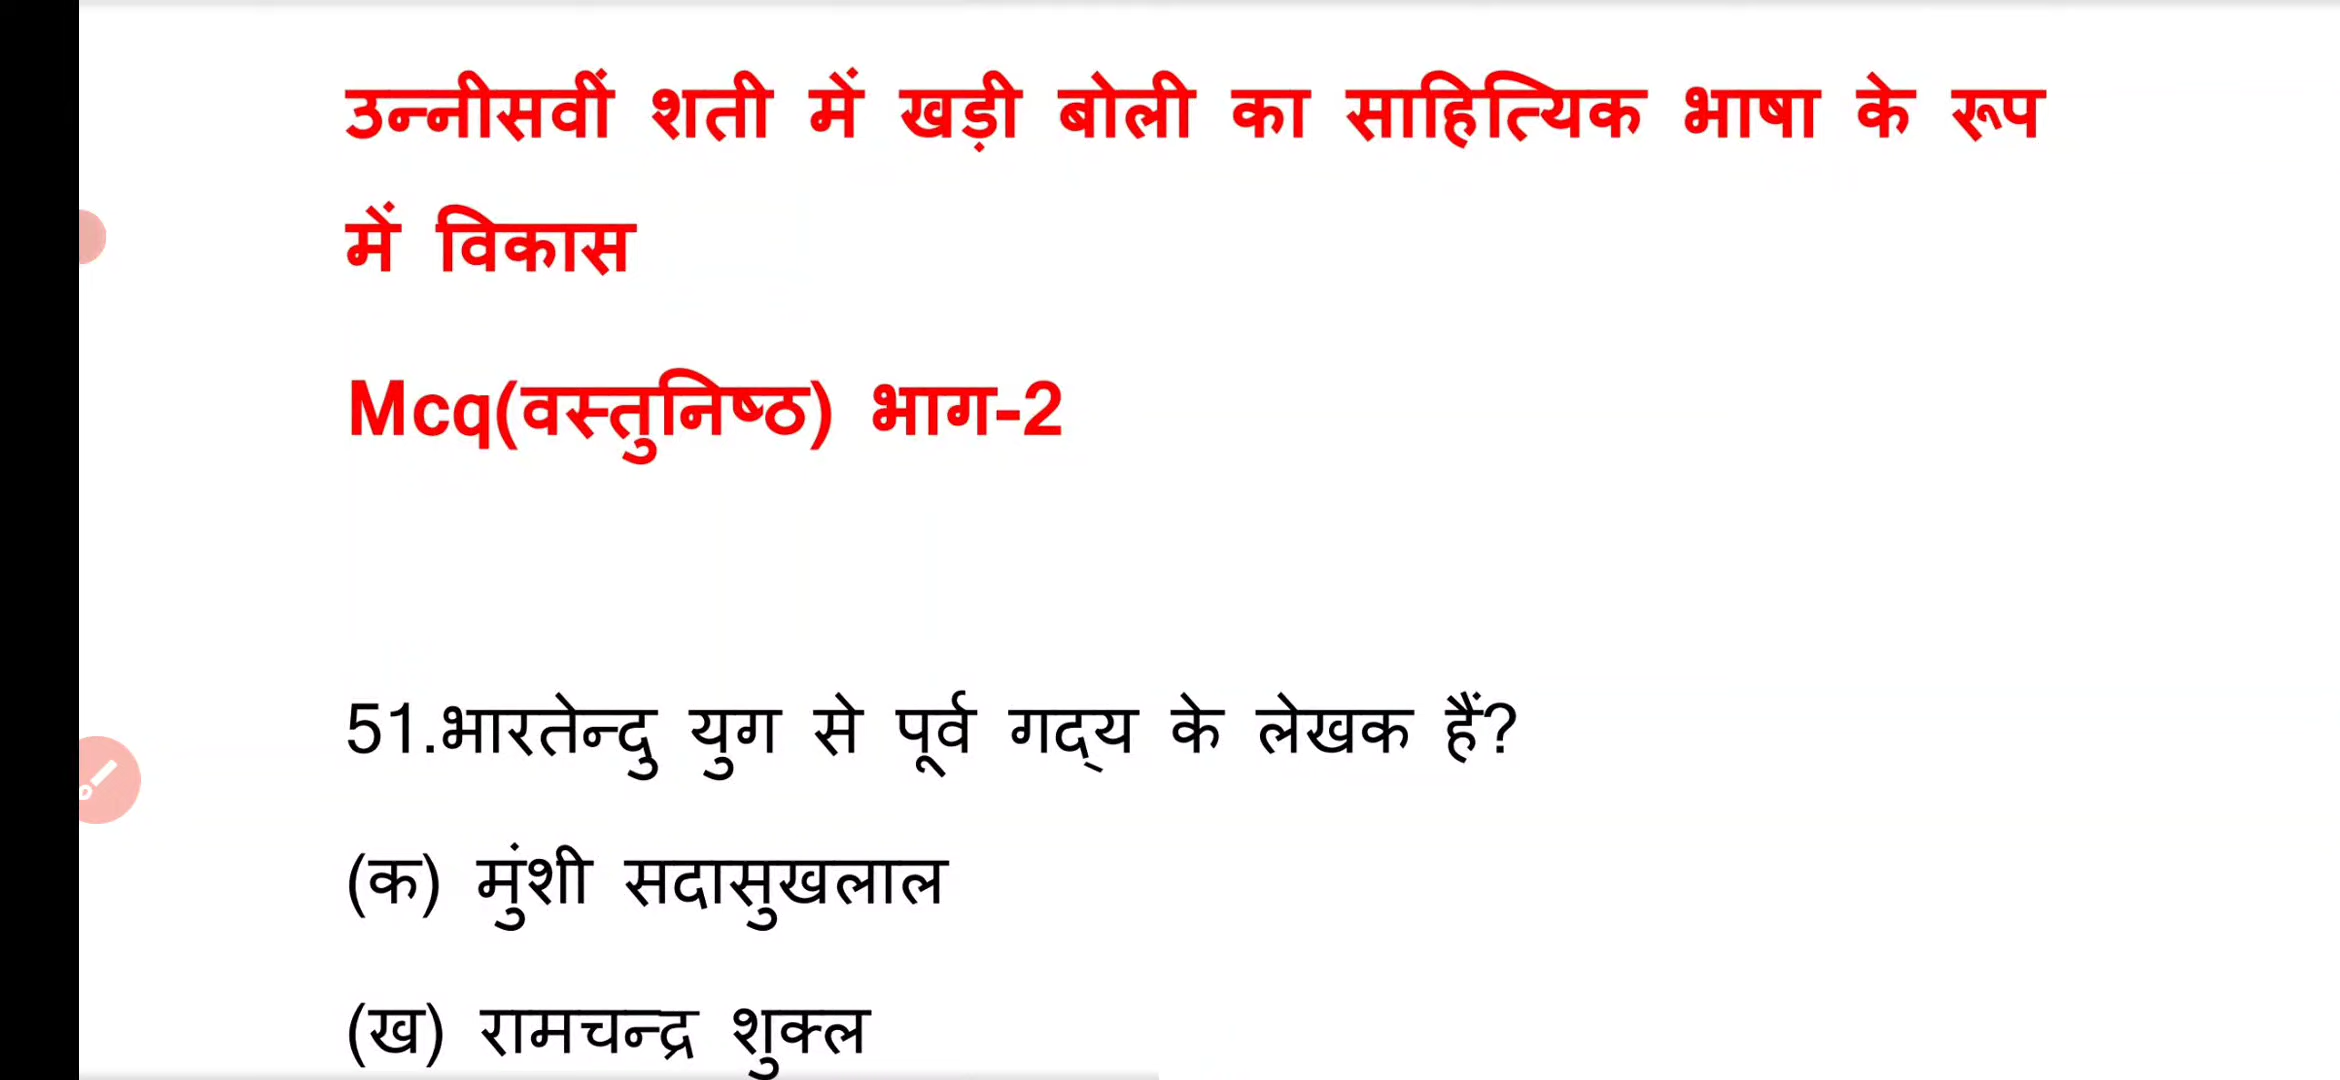 उन्नीसवीं शती में खड़ी बोली का साहित्यिक भाषा के रूप
में विकास
Mcq(वस्तुनिष्ठ) भाग-2
51.भारतेन्दु युग से पूर्व गद्य के लेखक हैं?
(क) मुंशी सदासुखलाल
(ख) रामचन्द्र शुक्ल